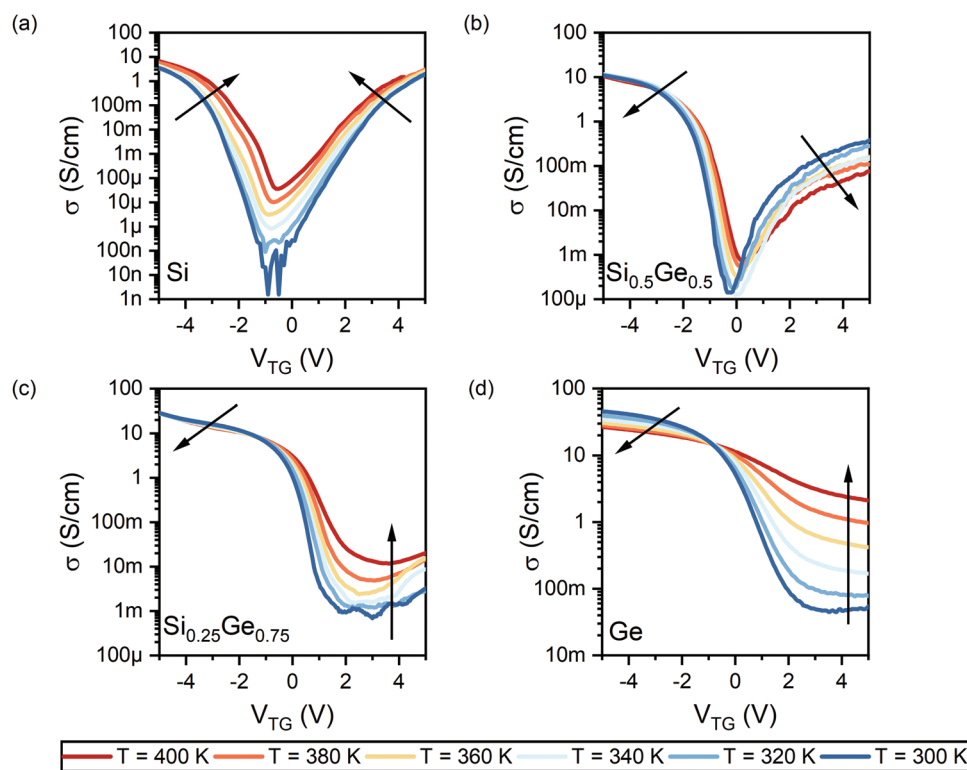 (a)
σ (S/cm)
100
10
1
100m
10m
1m
100µ
10µ
1µ
100n
10n
1n
Si
-4 -2 0 2 4
V_TG (V)
(b)
σ (S/cm)
100
10
1
100m
10m
1m
100µ
Si0.5Ge0.5
-4 -2 0 2 4
V_TG (V)
(c)
σ (S/cm)
100
10
1
100m
10m
1m
100µ
Si0.25Ge0.75
-4 -2 0 2 4
V_TG (V)
(d)
σ (S/cm)
100
10
1
100m
10m
Ge
-4 -2 0 2 4
V_TG (V)
T = 400 K T = 380 K T = 360 K T = 340 K T = 320 K T = 300 K